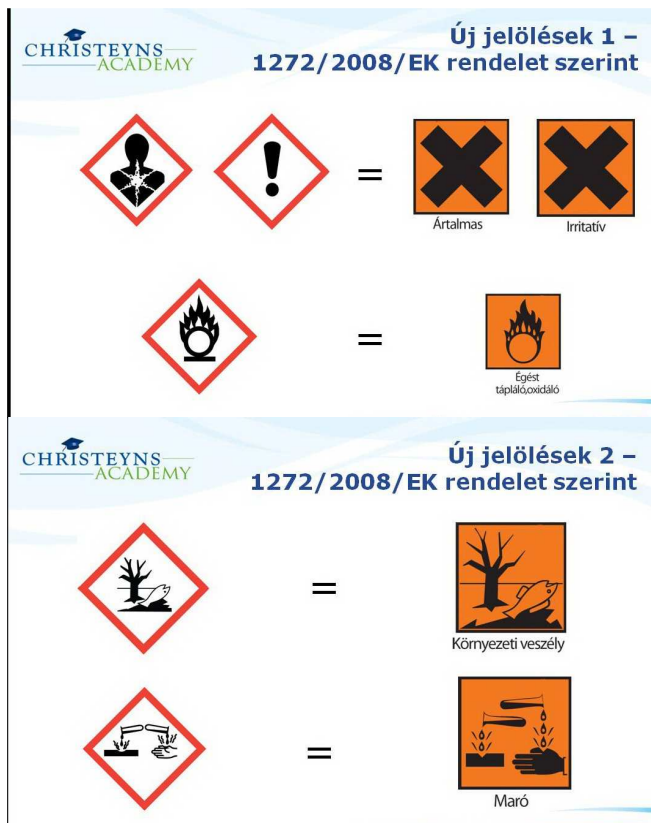 CHRISTEYNS
ACADEMY
Új jelölések 1 –
1272/2008/EK rendelet szerint
=
Ártalmas
Irritatív
=
Égést
tápláló,oxidáló
CHRISTEYNS
ACADEMY
Új jelölések 2 –
1272/2008/EK rendelet szerint
=
Környezeti veszély
=
Maró